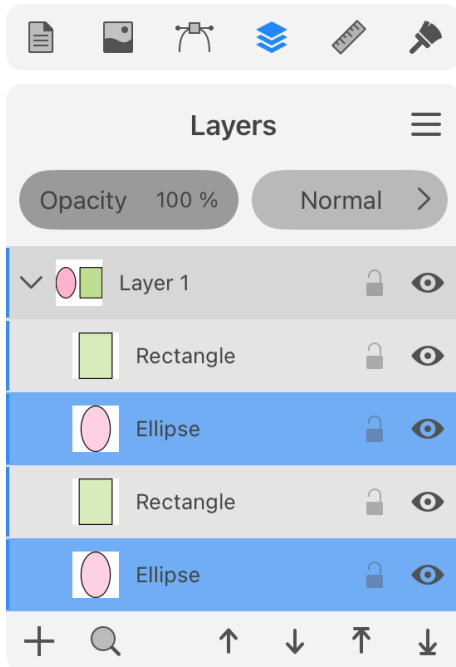 Layers
Opacity 100 % Normal
Layer 1
Rectangle
Ellipse
Rectangle
Ellipse